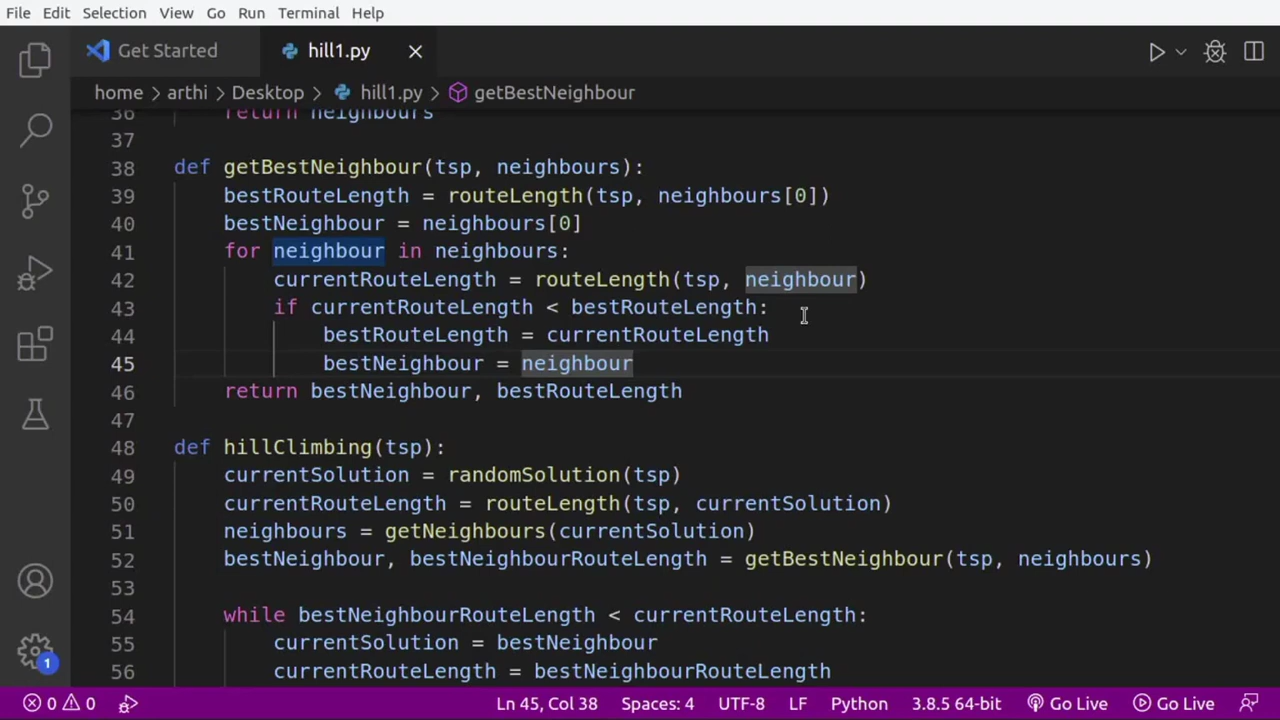 File Edit Selection View Go Run Terminal Help
Get Started hill1.py
home > arthi > Desktop > hill1.py > getBestNeighbour
36 return neighbours
37
38 def getBestNeighbour(tsp, neighbours):
39 bestRouteLength = routeLength(tsp, neighbours[0])
40 bestNeighbour = neighbours[0]
41 for neighbour in neighbours:
42 currentRouteLength = routeLength(tsp, neighbour)
43 if currentRouteLength < bestRouteLength:
44 bestRouteLength = currentRouteLength
45 bestNeighbour = neighbour
46 return bestNeighbour, bestRouteLength
47
48 def hillClimbing(tsp):
49 currentSolution = randomSolution(tsp)
50 currentRouteLength = routeLength(tsp, currentSolution)
51 neighbours = getNeighbours(currentSolution)
52 bestNeighbour, bestNeighbourRouteLength = getBestNeighbour(tsp, neighbours)
53
54 while bestNeighbourRouteLength < currentRouteLength:
55 currentSolution = bestNeighbour
56 currentRouteLength = bestNeighbourRouteLength
1
0 0 Ln 45, Col 38 Spaces: 4 UTF-8 LF Python 3.8.5 64-bit Go Live Go Live